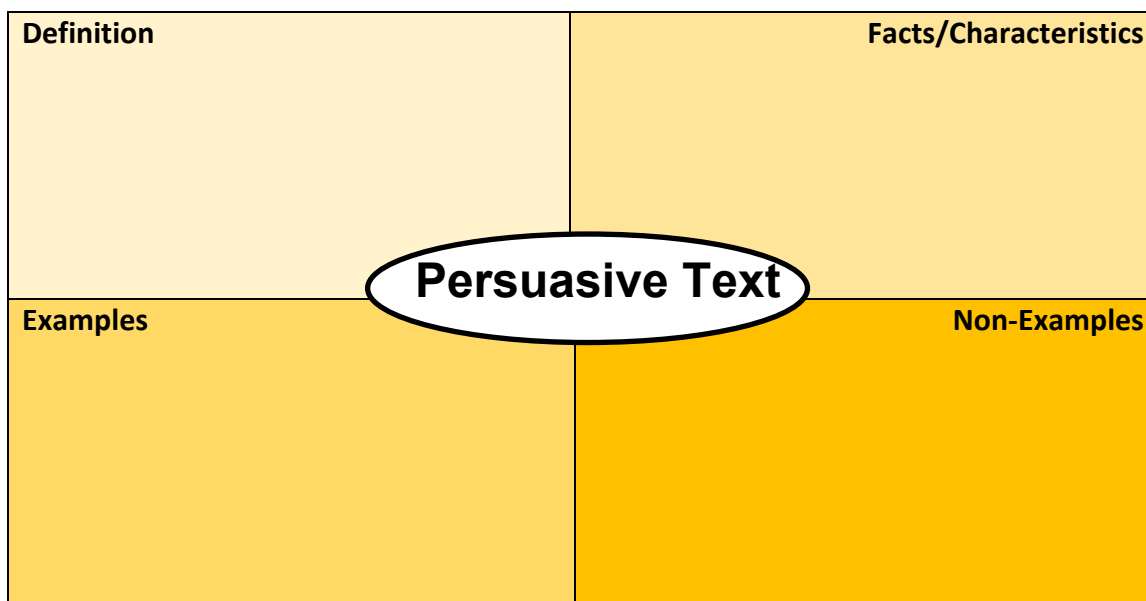 Definition
Facts/Characteristics
Persuasive Text
Examples
Non-Examples